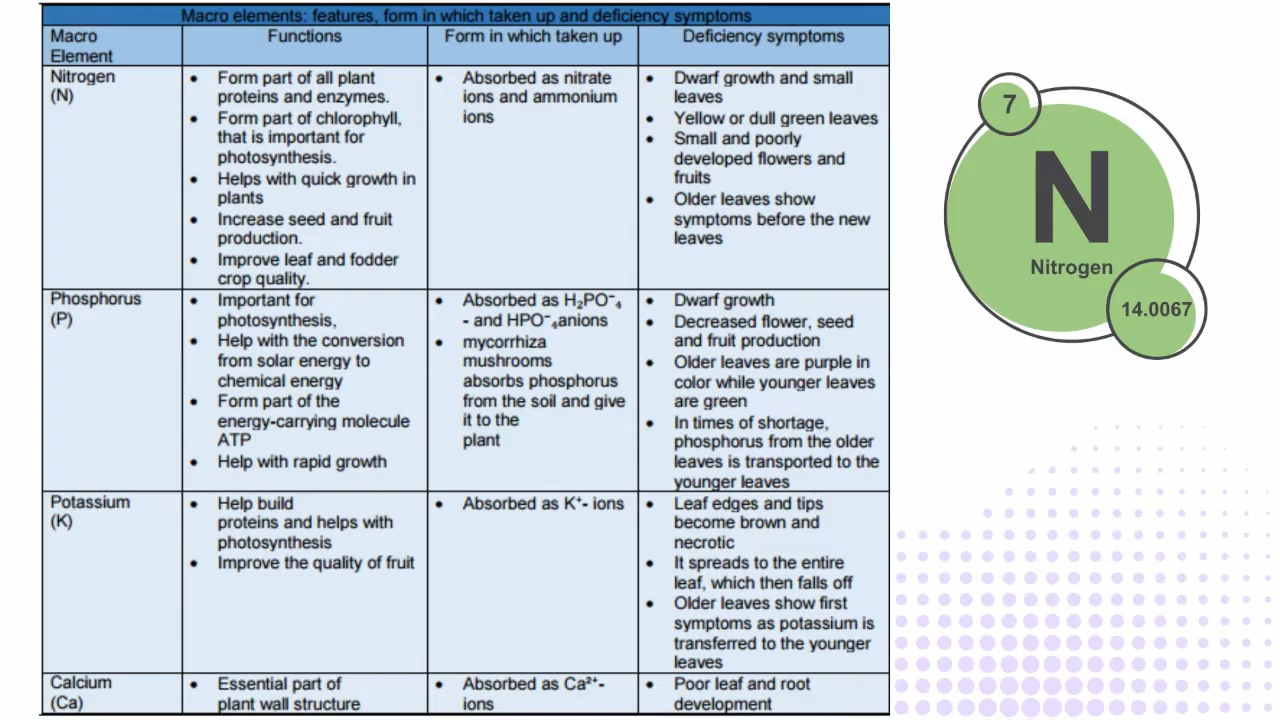 Macro elements: features, form in which taken up and deficiency symptoms
Macro
Element
Functions
Form in which taken up
Deficiency symptoms
Nitrogen
(N)
• Form part of all plant
proteins and enzymes.
• Form part of chlorophyll,
that is important for
photosynthesis.
• Helps with quick growth in
plants
• Increase seed and fruit
production.
• Improve leaf and fodder
crop quality.
• Absorbed as nitrate
ions and ammonium
ions
• Dwarf growth and small
leaves
• Yellow or dull green leaves
• Small and poorly
developed flowers and
fruits
• Older leaves show
symptoms before the new
leaves
Phosphorus
(P)
• Important for
photosynthesis,
• Help with the conversion
from solar energy to
chemical energy
• Form part of the
energy-carrying molecule
ATP
• Help with rapid growth
• Absorbed as H₂PO⁻₄
- and HPO⁻₄anions
• mycorrhiza
mushrooms
absorbs phosphorus
from the soil and give
it to the
plant
• Dwarf growth
• Decreased flower, seed
and fruit production
• Older leaves are purple in
color while younger leaves
are green
• In times of shortage,
phosphorus from the older
leaves is transported to the
younger leaves
Potassium
(K)
• Help build
proteins and helps with
photosynthesis
• Improve the quality of fruit
• Absorbed as K⁺- ions
• Leaf edges and tips
become brown and
necrotic
• It spreads to the entire
leaf, which then falls off
• Older leaves show first
symptoms as potassium is
transferred to the younger
leaves
Calcium
(Ca)
• Essential part of
plant wall structure
• Absorbed as Ca²⁺-
ions
• Poor leaf and root
development
7
N
Nitrogen
14.0067